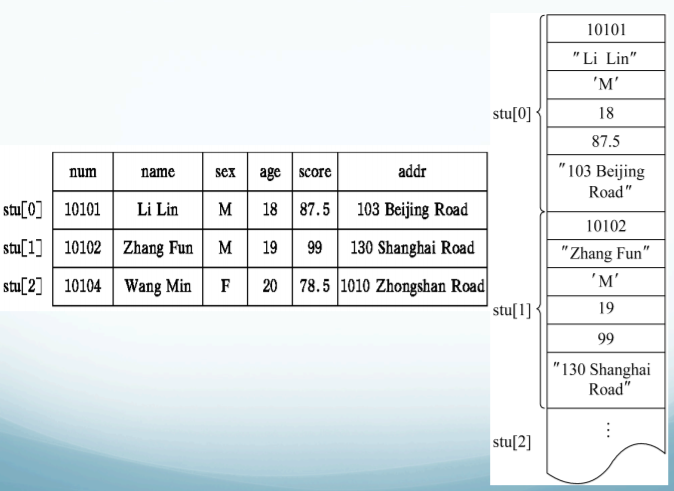 num name sex age score addr
stu[0] 10101 Li Lin M 18 87.5 103 Beijing Road
stu[1] 10102 Zhang Fun M 19 99 130 Shanghai Road
stu[2] 10104 Wang Min F 20 78.5 1010 Zhongshan Road
stu[0]
10101
"Li Lin"
'M'
18
87.5
"103 Beijing
Road"
stu[1]
10102
"Zhang Fun"
'M'
19
99
"130 Shanghai
Road"
stu[2]
⋮